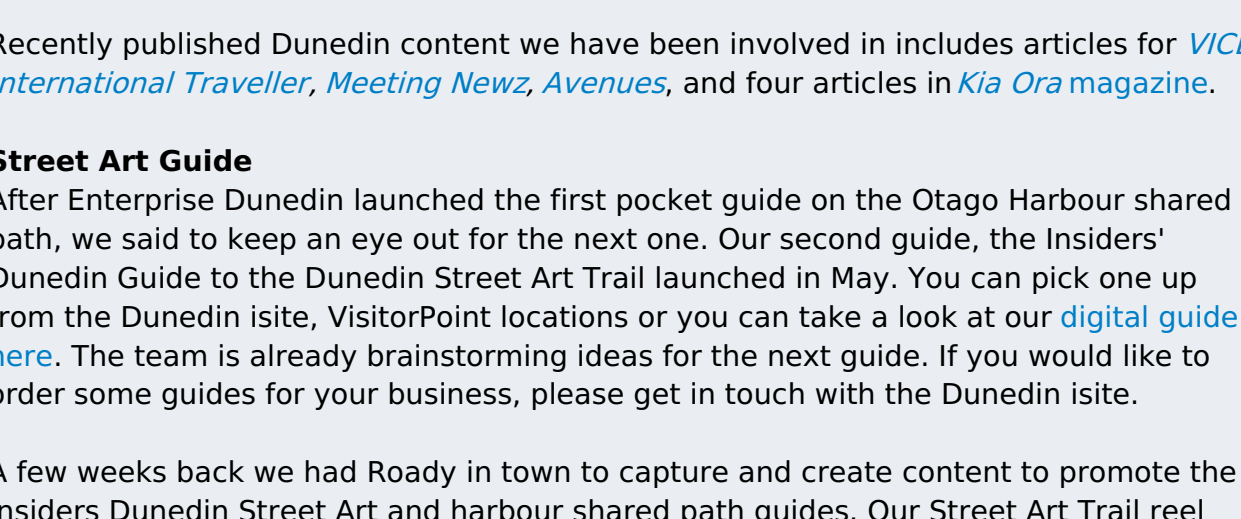 Recently published Dunedin content we have been involved in includes articles for VICE
International Traveller, Meeting Newz, Avenues, and four articles in Kia Ora magazine.
Street Art Guide
After Enterprise Dunedin launched the first pocket guide on the Otago Harbour shared
path, we said to keep an eye out for the next one. Our second guide, the Insiders'
Dunedin Guide to the Dunedin Street Art Trail launched in May. You can pick one up
from the Dunedin isite, VisitorPoint locations or you can take a look at our digital guide
here. The team is already brainstorming ideas for the next guide. If you would like to
order some guides for your business, please get in touch with the Dunedin isite.
A few weeks back we had Roady in town to capture and create content to promote the
Insiders Dunedin Street Art and harbour shared path guides. Our Street Art Trail reel